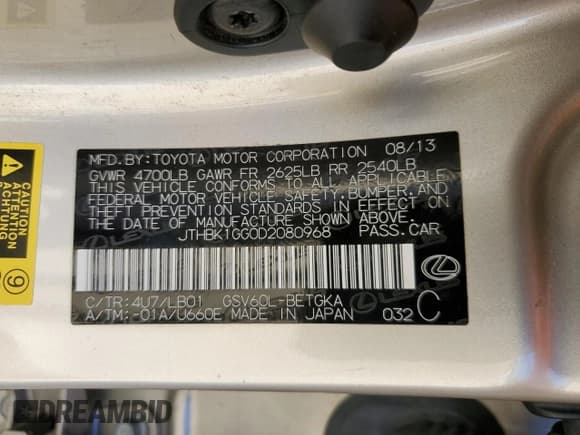 MFD.BY:TOYOTA MOTOR CORPORATION 08/13
GVWR 4700LB GAWR FR 2625LB RR 2540LB
THIS VEHICLE CONFORMS TO ALL APPLICABLE
FEDERAL MOTOR VEHICLE SAFETY,BUMPER,AND
THEFT PREVENTION STANDARDS IN EFFECT ON
THE DATE OF MANUFACTURE SHOWN ABOVE.
JTHBK1GG0D2080968 PASS.CAR
C/TR:4U7/LB01 GSV60L-BETGKA
A/TM:-01A/U660E MADE IN JAPAN 032 C
CAUTION
ATTENTION
9
DREAMBID